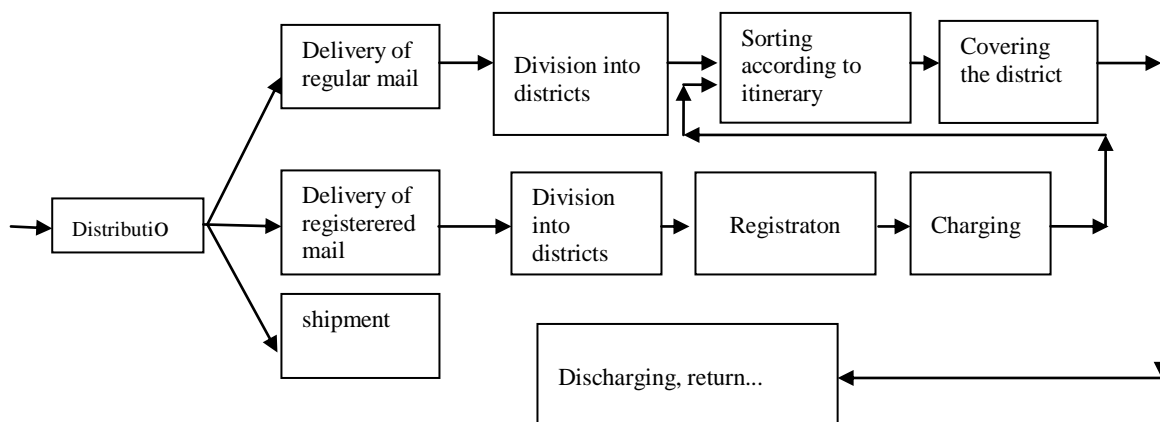 Delivery of
regular mail
Division into
districts
Sorting
according to
itinerary
Covering
the district
DistributiO
Delivery of
registerered
mail
Division
into
districts
Registraton
Charging
shipment
Discharging, return...